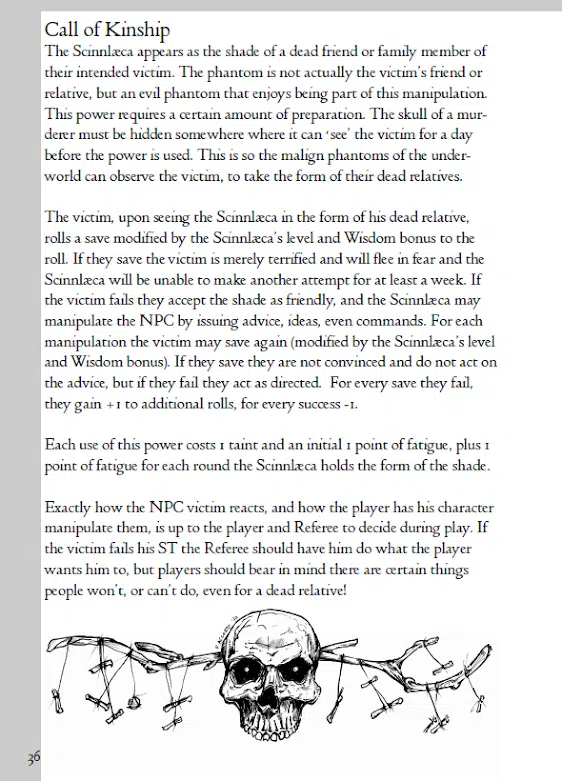 Call of Kinship
The Scinnlæca appears as the shade of a dead friend or family member of
their intended victim. The phantom is not actually the victim's friend or
relative, but an evil phantom that enjoys being part of this manipulation.
This power requires a certain amount of preparation. The skull of a mur-
derer must be hidden somewhere where it can ‘see’ the victim for a day
before the power is used. This is so the malign phantoms of the under-
world can observe the victim, to take the form of their dead relatives.
The victim, upon seeing the Scinnlæca in the form of his dead relative,
rolls a save modified by the Scinnlæca's level and Wisdom bonus to the
roll. If they save the victim is merely terrified and will flee in fear and the
Scinnlæca will be unable to make another attempt for at least a week. If
the victim fails they accept the shade as friendly, and the Scinnlæca may
manipulate the NPC by issuing advice, ideas, even commands. For each
manipulation the victim may save again (modified by the Scinnlæca's level
and Wisdom bonus). If they save they are not convinced and do not act on
the advice, but if they fail they act as directed.  For every save they fail,
they gain +1 to additional rolls, for every success -1.
Each use of this power costs 1 taint and an initial 1 point of fatigue, plus 1
point of fatigue for each round the Scinnlæca holds the form of the shade.
Exactly how the NPC victim reacts, and how the player has his character
manipulate them, is up to the player and Referee to decide during play. If
the victim fails his ST the Referee should have him do what the player
wants him to, but players should bear in mind there are certain things
people won't, or can't do, even for a dead relative!
36